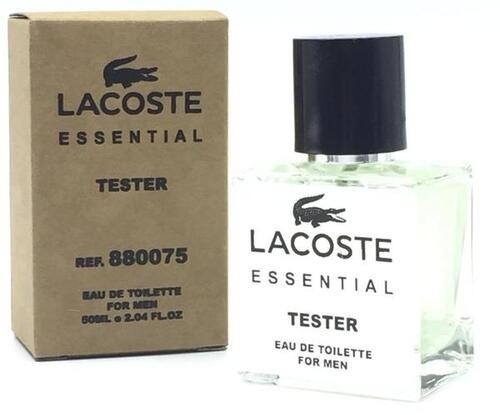 LACOSTE
ESSENTIAL
TESTER
REF. 880075
EAU DE TOILETTE
FOR MEN
50ML e 2.04 FL.OZ
LACOSTE
ESSENTIAL
TESTER
EAU DE TOILETTE
FOR MEN